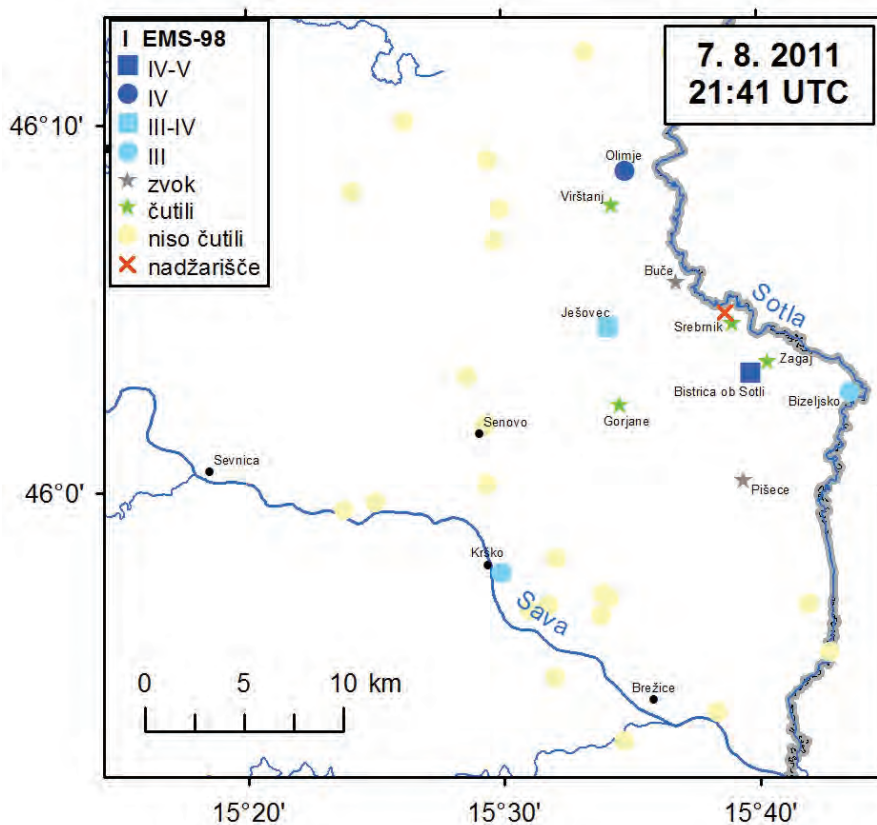 I EMS-98
IV-V
IV
III-IV
III
zvok
čutili
niso čutili
nadžarišče
7. 8. 2011
21:41 UTC
46°10'
46°0'
Olimje
Virštanj
Buče
Sotla
Ješovec
Srebrnik
Zagaj
Bistrica ob Sotli
Bizeljsko
Gorjane
Senovo
Sevnica
Pišece
Krško
Sava
Brežice
0 5 10 km
15°20' 15°30' 15°40'